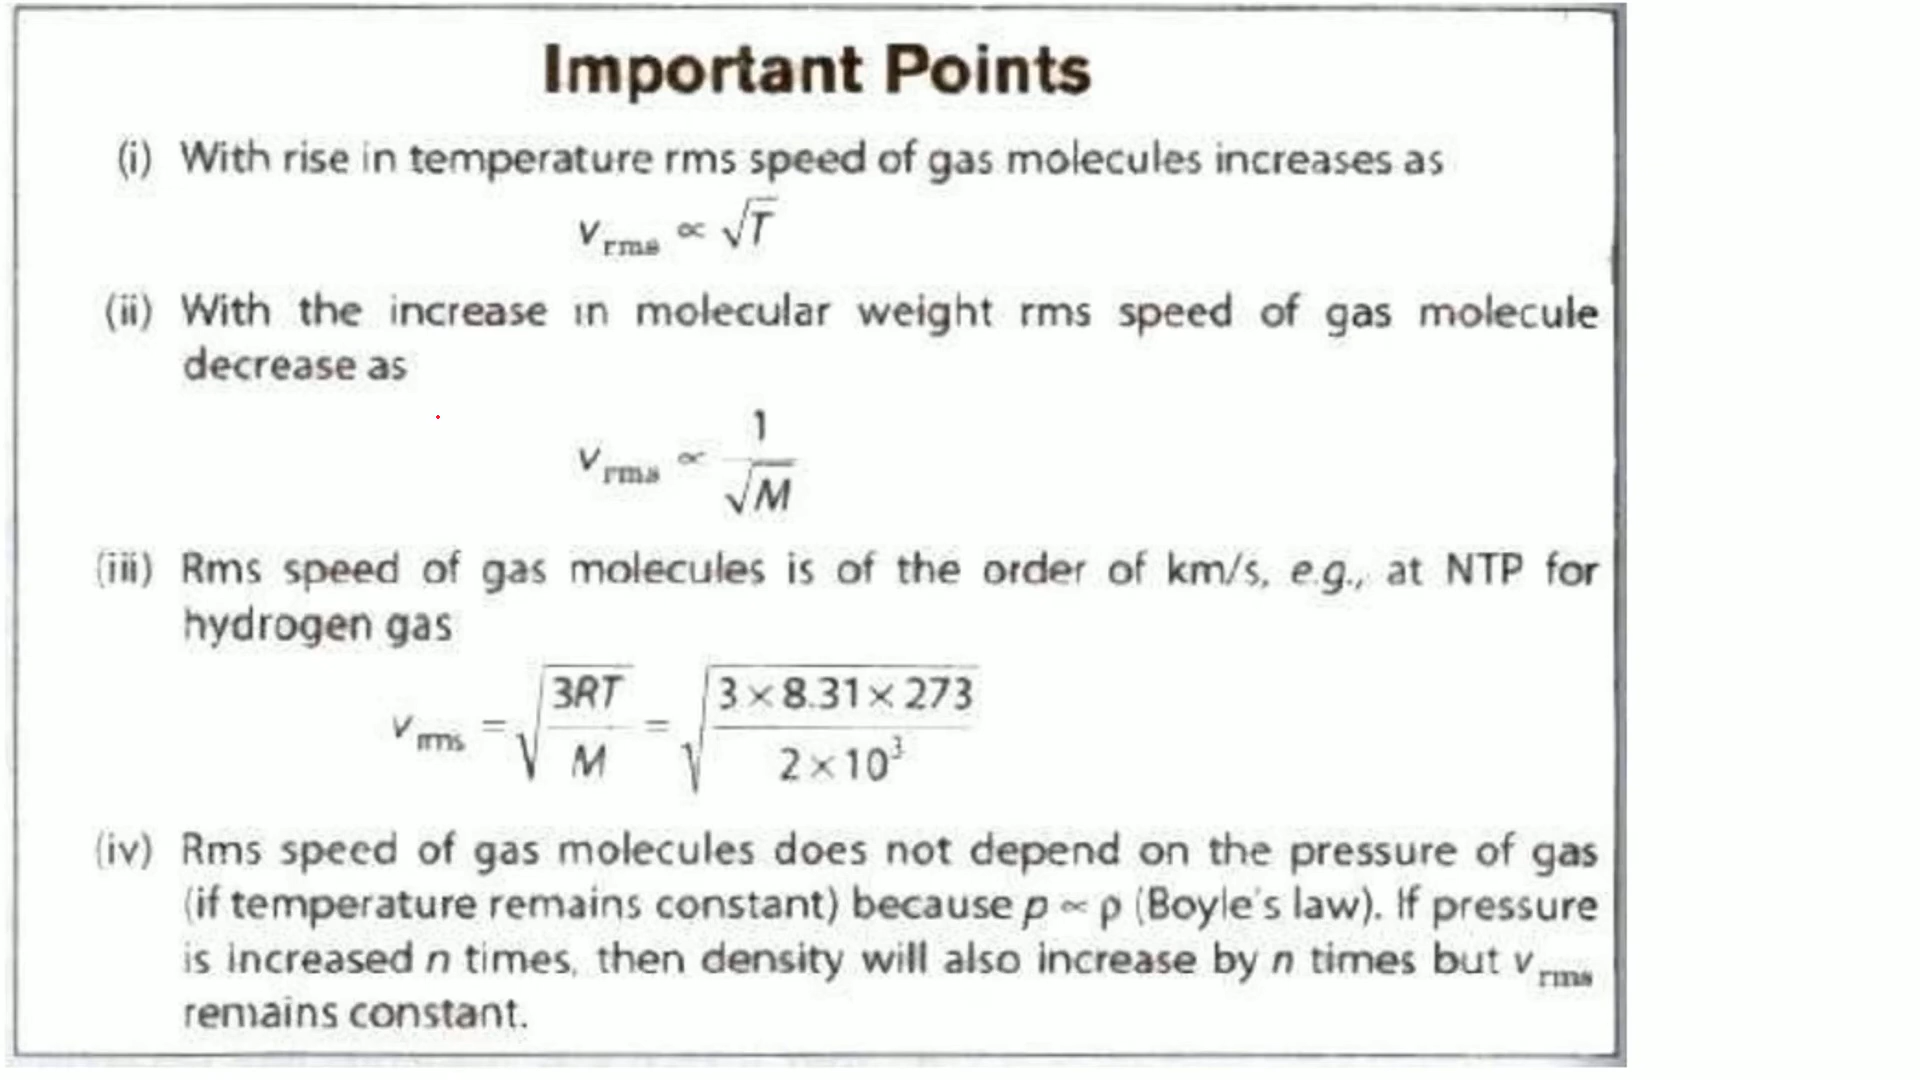 Important Points
(i) With rise in temperature rms speed of gas molecules increases as
v rms ∝ √T
(ii) With the increase in molecular weight rms speed of gas molecule
decrease as
v rms ∝ 1/√M
(iii) Rms speed of gas molecules is of the order of km/s, e.g., at NTP for
hydrogen gas
v rms = √(3RT/M) = √(3 × 8.31 × 273 / 2 × 10³)
(iv) Rms speed of gas molecules does not depend on the pressure of gas
(if temperature remains constant) because p ∝ ρ (Boyle's law). If pressure
is increased n times, then density will also increase by n times but v rms
remains constant.